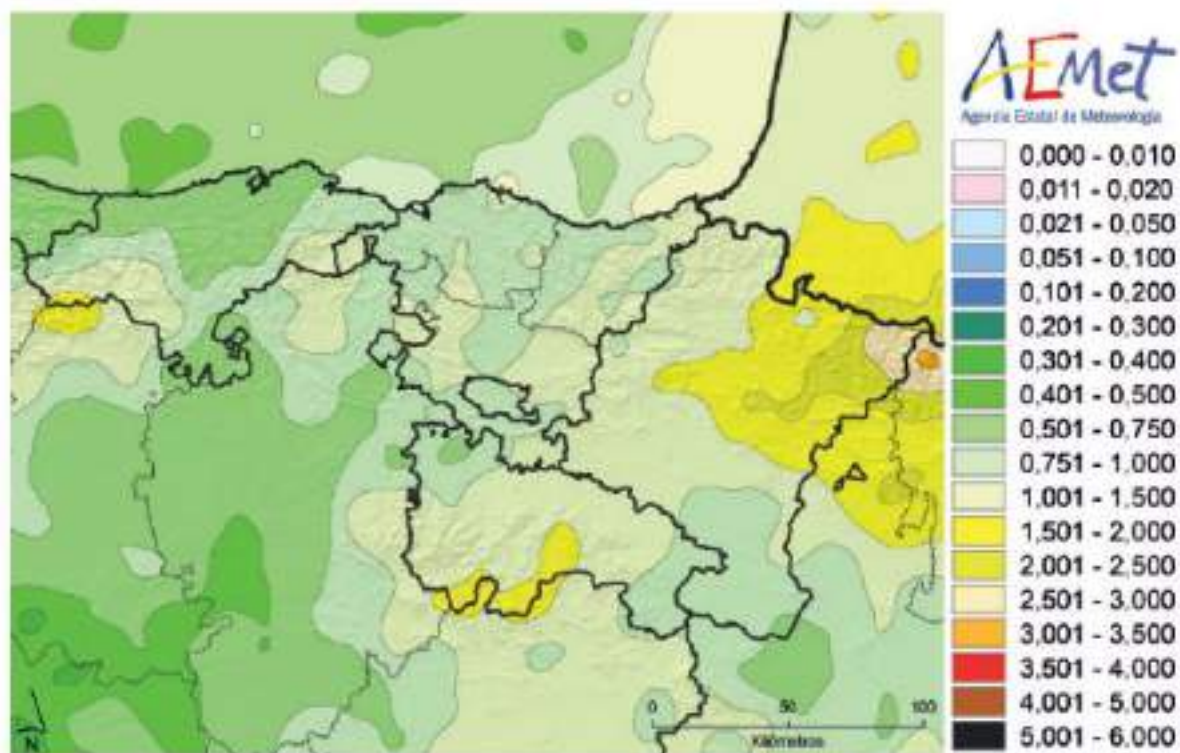 AEMet
Agencia Estatal de Meteorología
0,000 - 0,010
0,011 - 0,020
0,021 - 0,050
0,051 - 0,100
0,101 - 0,200
0,201 - 0,300
0,301 - 0,400
0,401 - 0,500
0,501 - 0,750
0,751 - 1,000
1,001 - 1,500
1,501 - 2,000
2,001 - 2,500
2,501 - 3,000
3,001 - 3,500
3,501 - 4,000
4,001 - 5,000
5,001 - 6,000
0 50 100
Kilómetros
N